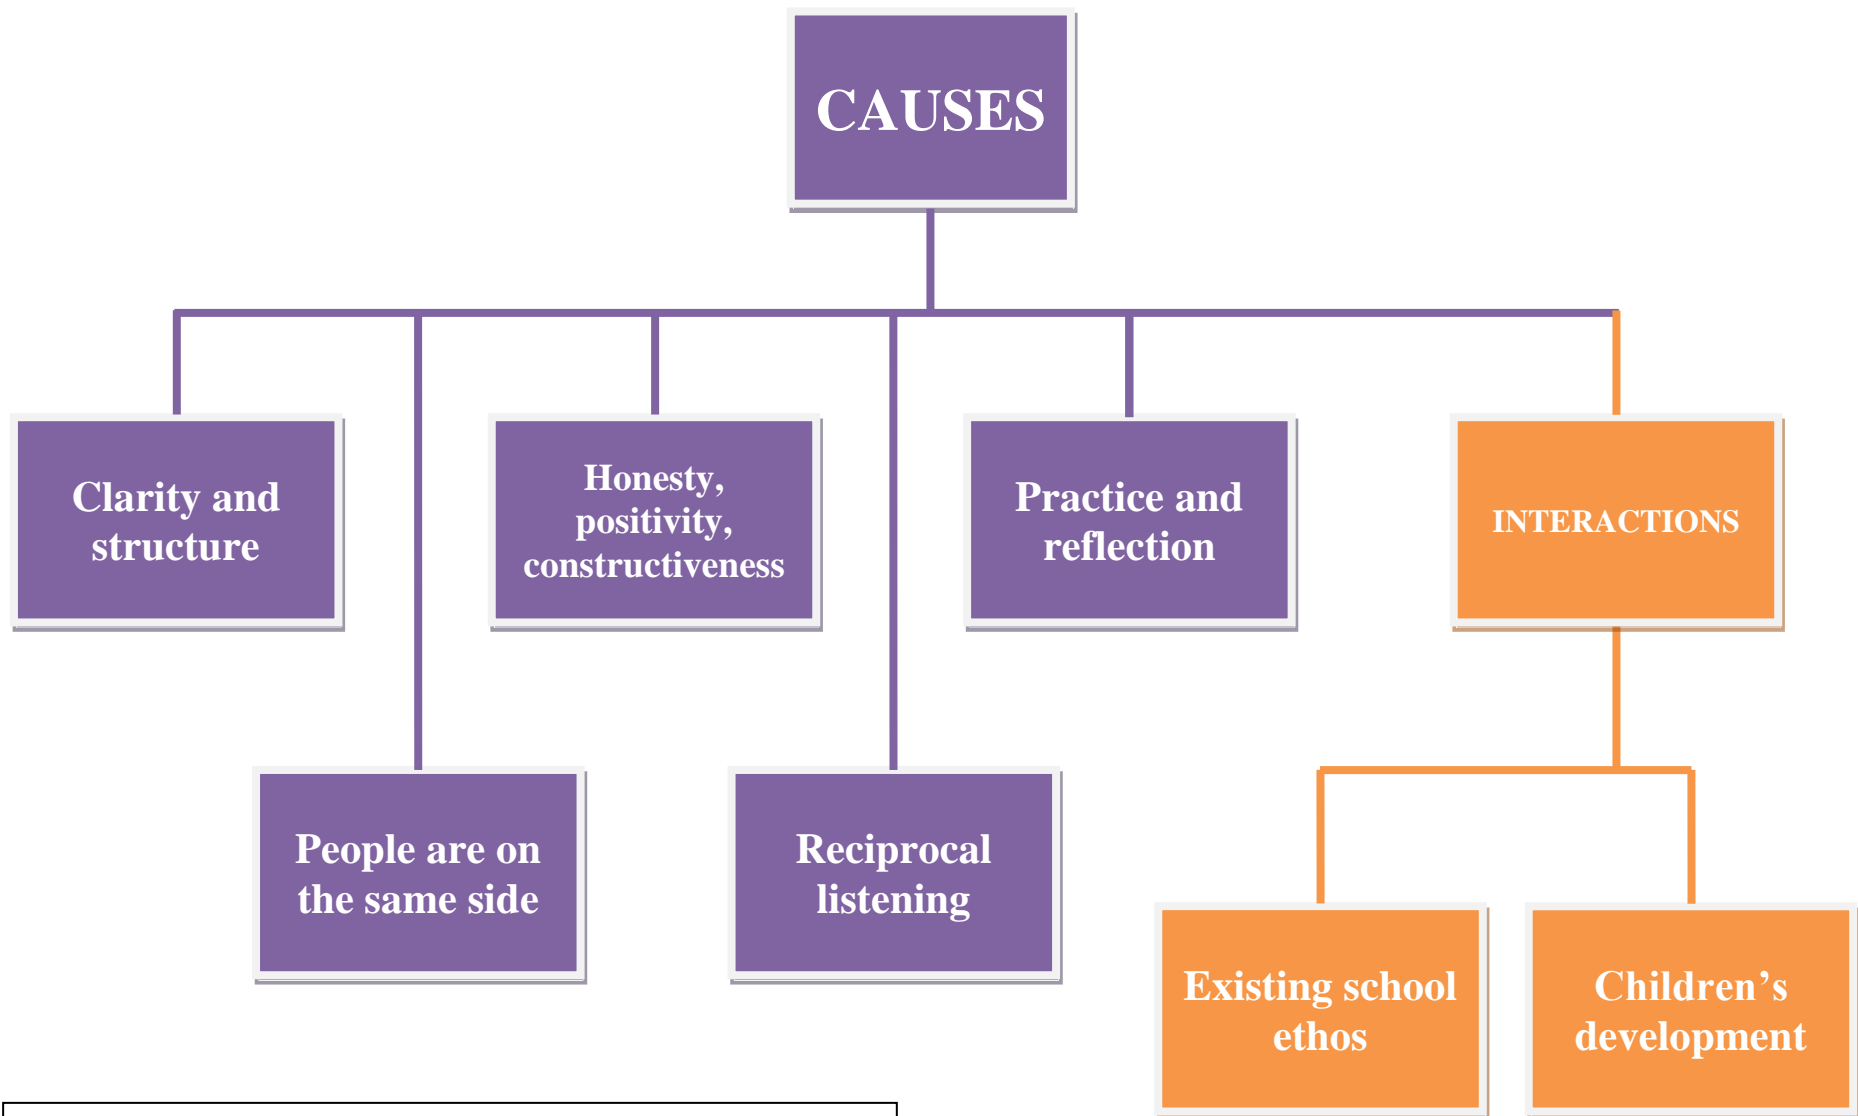 CAUSES
Clarity and
structure
Honesty,
positivity,
constructiveness
Practice and
reflection
INTERACTIONS
People are on
the same side
Reciprocal
listening
Existing school
ethos
Children’s
development